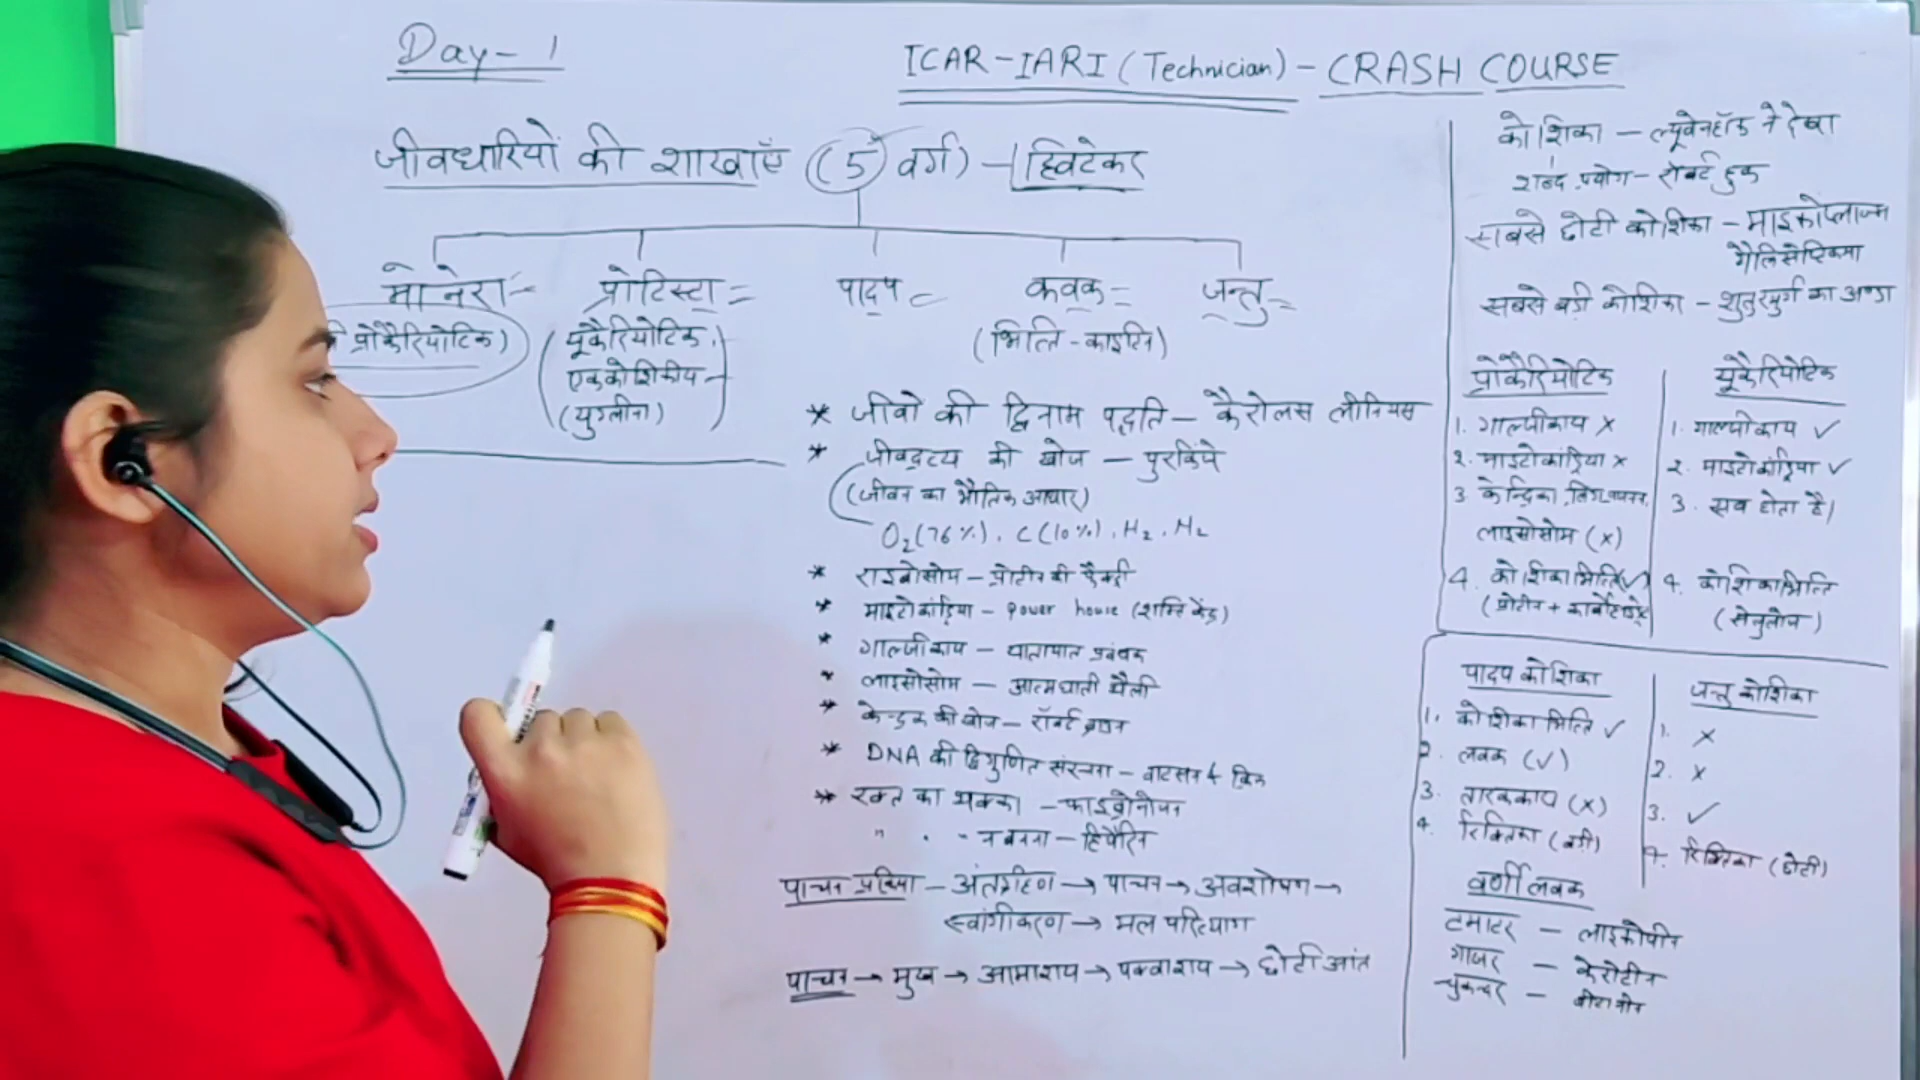 Day - 1
ICAR-IARI (Technician) - CRASH COURSE
जीवधारियों की शाखाएँ (5 वर्ग) - ह्विटेकर
मोनेरा
प्रोटिस्टा
पादप
कवक
जन्तु
प्रोकैरियोटिक)
(यूकैरियोटिक,
एककोशिकीय
(युग्लीना)
(भित्ति - काइटिन)
* जीवों की द्विनाम पद्धति - कैरोलस लीनियस
* जीवद्रव्य की खोज - पुरकिंजे
(जीवन का भौतिक आधार)
O2 (76%), C (10%), H2, N2
* राइबोसोम - प्रोटीन की फैक्ट्री
* माइटोकांड्रिया - power house (शक्ति केंद्र)
* गाल्जीकाय - यातायात प्रबंधक
* लाइसोसोम - आत्मघाती थैली
* केन्द्रक की खोज - रॉबर्ट ब्राउन
* DNA की द्विगुणित संरचना - वाटसन & क्रिक
* रक्त का थक्का - फाइब्रोनोजन
" " - न बनना - हिपैरिन
पाचन प्रक्रिया - अंतर्ग्रहण → पाचन → अवशोषण →
स्वांगीकरण → मल परित्याग
पाचन → मुख → आमाशय → पक्वाशय → छोटी आंत
कोशिका - ल्यूवेनहॉक ने देखा
शब्द प्रयोग - रॉबर्ट हुक
सबसे छोटी कोशिका - माइकोप्लाज्म
गैलिसेप्टिकमा
सबसे बड़ी कोशिका - शुतुरमुर्ग का अण्डा
प्रोकैरियोटिक
1. गाल्जीकाय ×
2. माइटोकांड्रिया ×
3 केन्द्रिका,
लाइसोसोम (×)
4. कोशिकाभित्ति ✓
(प्रोटीन + कार्बोहाइड्रेट)
यूकैरियोटिक
1. गाल्जीकाय ✓
2. माइटोकांड्रिया ✓
3. सब होता है।
4. कोशिकाभित्ति
(सेलुलोज)
पादप कोशिका
1. कोशिका भित्ति ✓
2. लवक (✓)
3. तारककाय (×)
4. रिक्तिका (बड़ी)
जन्तु कोशिका
1. ×
2. ×
3. ✓
4. रिक्तिका (छोटी)
वर्णी लवक
टमाटर - लाइकोपीन
गाजर - केरोटीन
चुकन्दर - बीटानीन